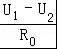 U₁ − U₂
R₀